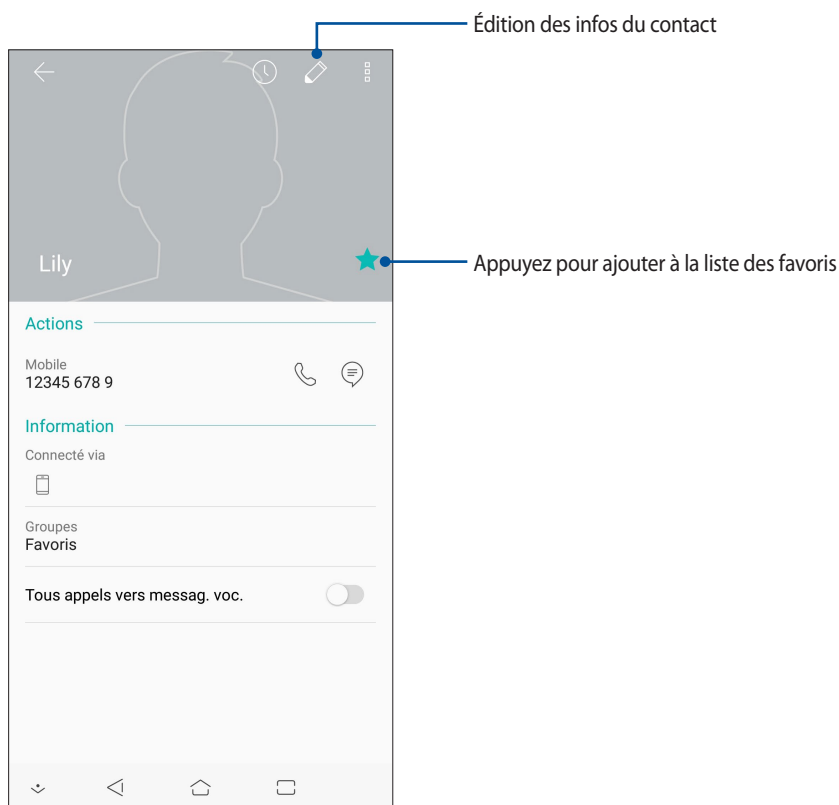 Édition des infos du contact
Lily
Appuyez pour ajouter à la liste des favoris
Actions
Mobile
12345 678 9
Information
Connecté via
Groupes
Favoris
Tous appels vers messag. voc.